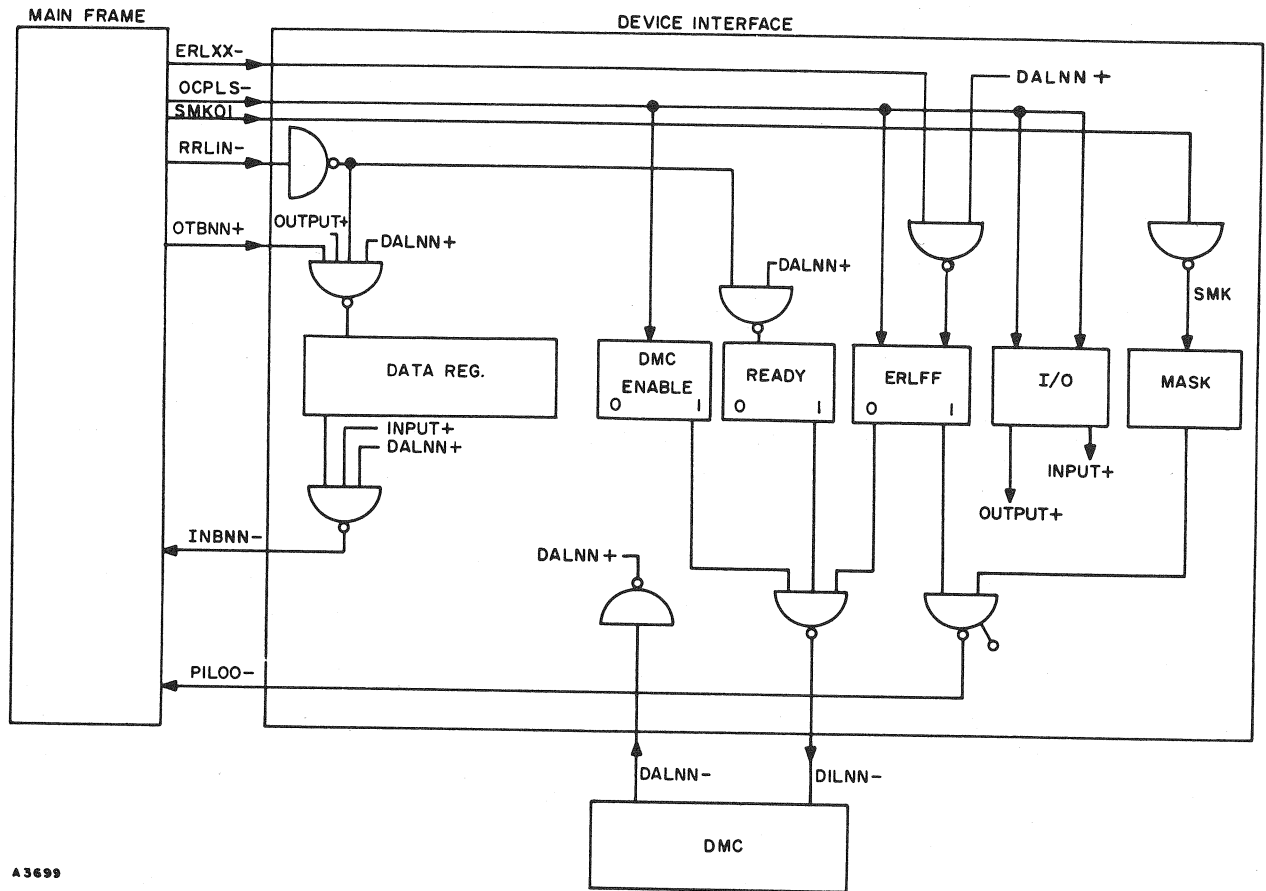 MAIN FRAME
DEVICE INTERFACE
ERLXX-
DALNN+
OCPLS-
SMK01
RRLIN-
OUTPUT+
OTBNN+
DALNN+
DALNN+
SMK
DATA REG.
DMC
ENABLE
0 1
READY
0 1
ERLFF
0 1
I/O
MASK
INPUT+
DALNN+
INPUT+
OUTPUT+
INBNN-
DALNN+
PIL00-
DALNN-
DILNN-
DMC
A3699